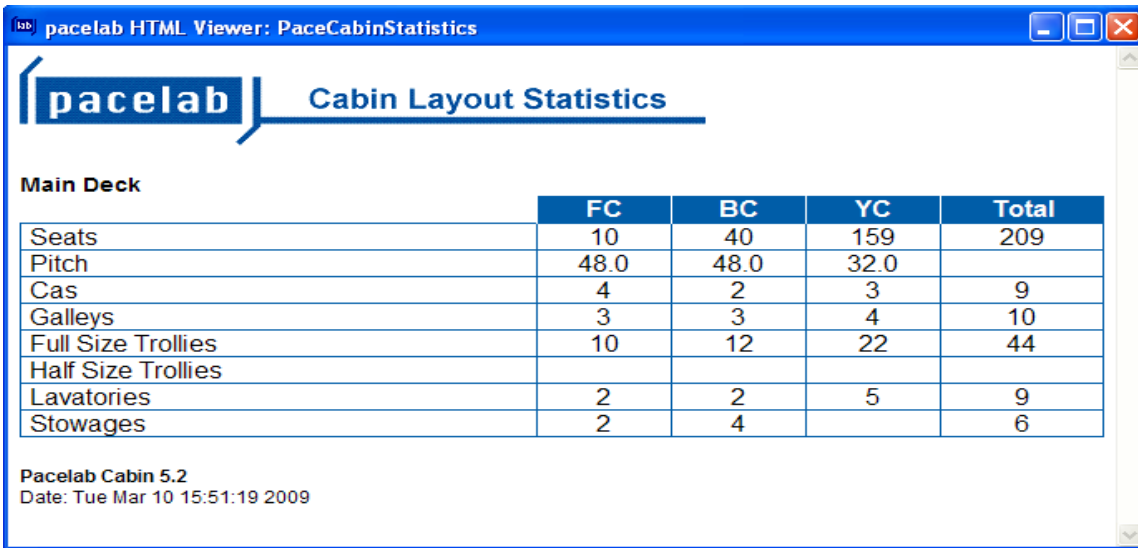 lab pacelab HTML Viewer: PaceCabinStatistics
pacelab Cabin Layout Statistics
Main Deck
FC BC YC Total
Seats 10 40 159 209
Pitch 48.0 48.0 32.0
Cas 4 2 3 9
Galleys 3 3 4 10
Full Size Trollies 10 12 22 44
Half Size Trollies
Lavatories 2 2 5 9
Stowages 2 4 6
Pacelab Cabin 5.2
Date: Tue Mar 10 15:51:19 2009